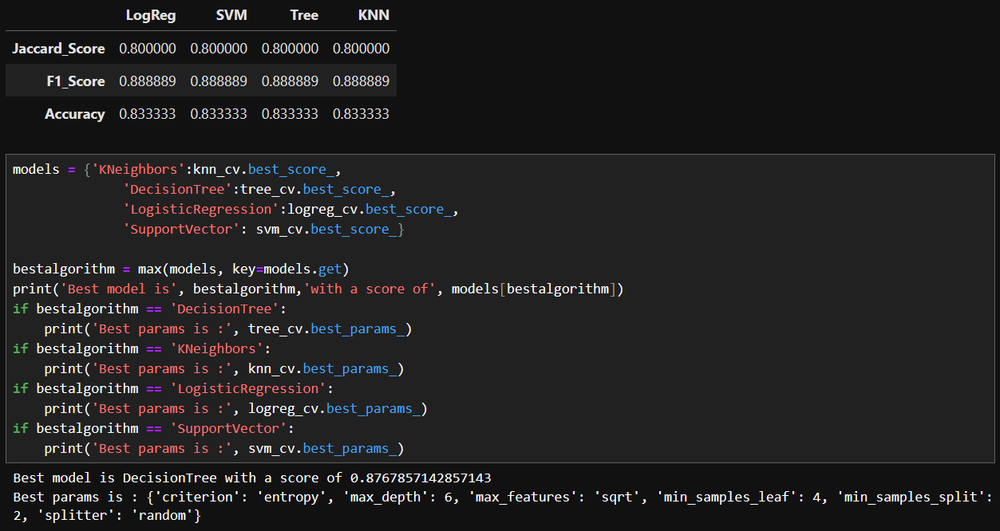 LogReg SVM Tree KNN
Jaccard_Score 0.800000 0.800000 0.800000 0.800000
F1_Score 0.888889 0.888889 0.888889 0.888889
Accuracy 0.833333 0.833333 0.833333 0.833333
models = {'KNeighbors':knn_cv.best_score_,
              'DecisionTree':tree_cv.best_score_,
              'LogisticRegression':logreg_cv.best_score_,
              'SupportVector': svm_cv.best_score_}
bestalgorithm = max(models, key=models.get)
print('Best model is', bestalgorithm,'with a score of', models[bestalgorithm])
if bestalgorithm == 'DecisionTree':
    print('Best params is :', tree_cv.best_params_)
if bestalgorithm == 'KNeighbors':
    print('Best params is :', knn_cv.best_params_)
if bestalgorithm == 'LogisticRegression':
    print('Best params is :', logreg_cv.best_params_)
if bestalgorithm == 'SupportVector':
    print('Best params is :', svm_cv.best_params_)
Best model is DecisionTree with a score of 0.8767857142857143
Best params is : {'criterion': 'entropy', 'max_depth': 6, 'max_features': 'sqrt', 'min_samples_leaf': 4, 'min_samples_split':
2, 'splitter': 'random'}